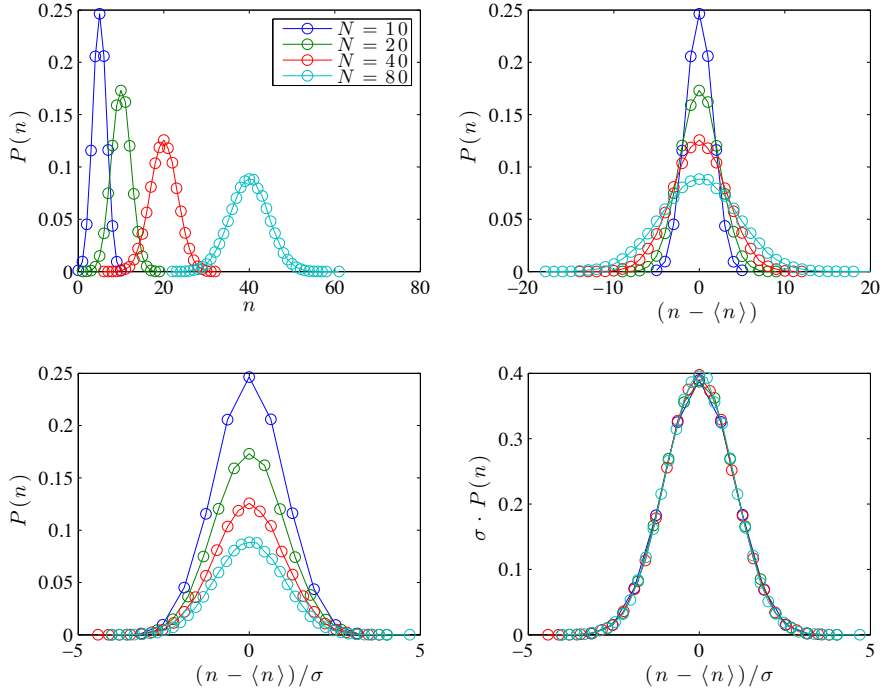 0.25
0.2
0.15
0.1
0.05
0
P(n)
0 20 40 60 80
n
N = 10
N = 20
N = 40
N = 80
0.25
0.2
0.15
0.1
0.05
0
P(n)
−20 −10 0 10 20
(n − ⟨n⟩)
0.25
0.2
0.15
0.1
0.05
0
P(n)
−5 0 5
(n − ⟨n⟩)/σ
0.4
0.3
0.2
0.1
0
σ · P(n)
−5 0 5
(n − ⟨n⟩)/σ